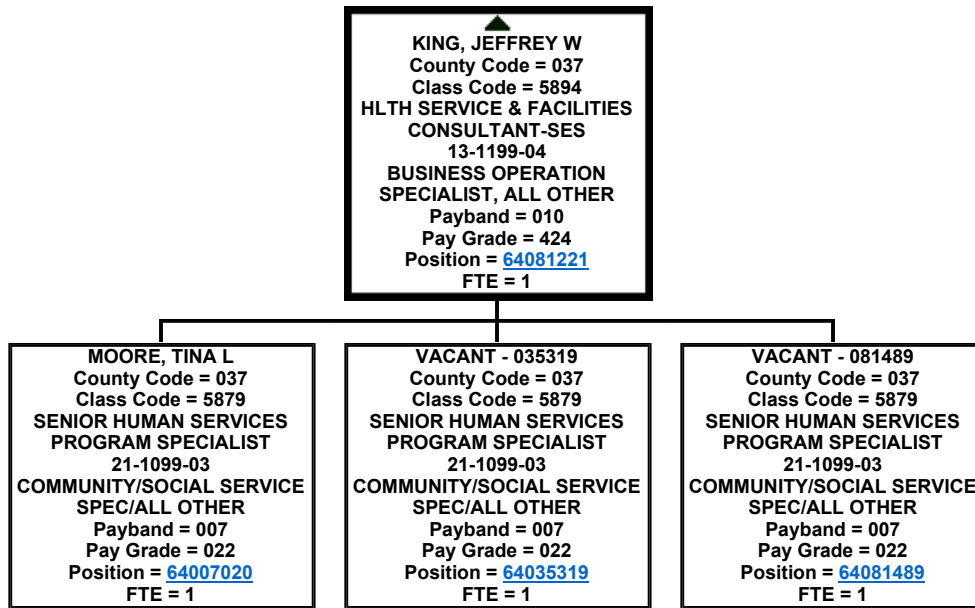 KING, JEFFREY W
County Code = 037
Class Code = 5894
HLTH SERVICE & FACILITIES
CONSULTANT-SES
13-1199-04
BUSINESS OPERATION
SPECIALIST, ALL OTHER
Payband = 010
Pay Grade = 424
Position = 64081221
FTE = 1
MOORE, TINA L
County Code = 037
Class Code = 5879
SENIOR HUMAN SERVICES
PROGRAM SPECIALIST
21-1099-03
COMMUNITY/SOCIAL SERVICE
SPEC/ALL OTHER
Payband = 007
Pay Grade = 022
Position = 64007020
FTE = 1
VACANT - 035319
County Code = 037
Class Code = 5879
SENIOR HUMAN SERVICES
PROGRAM SPECIALIST
21-1099-03
COMMUNITY/SOCIAL SERVICE
SPEC/ALL OTHER
Payband = 007
Pay Grade = 022
Position = 64035319
FTE = 1
VACANT - 081489
County Code = 037
Class Code = 5879
SENIOR HUMAN SERVICES
PROGRAM SPECIALIST
21-1099-03
COMMUNITY/SOCIAL SERVICE
SPEC/ALL OTHER
Payband = 007
Pay Grade = 022
Position = 64081489
FTE = 1